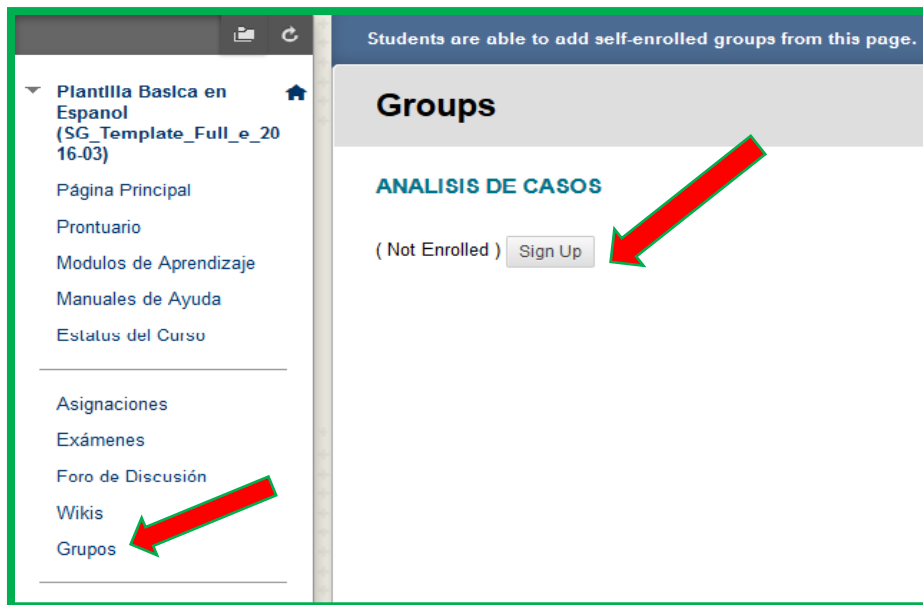 Students are able to add self-enrolled groups from this page.
Plantilla Basica en
Espanol
(SG_Template_Full_e_20
16-03)
Página Principal
Prontuario
Modulos de Aprendizaje
Manuales de Ayuda
Estatus del Curso
Asignaciones
Exámenes
Foro de Discusión
Wikis
Grupos
Groups
ANALISIS DE CASOS
( Not Enrolled ) Sign Up